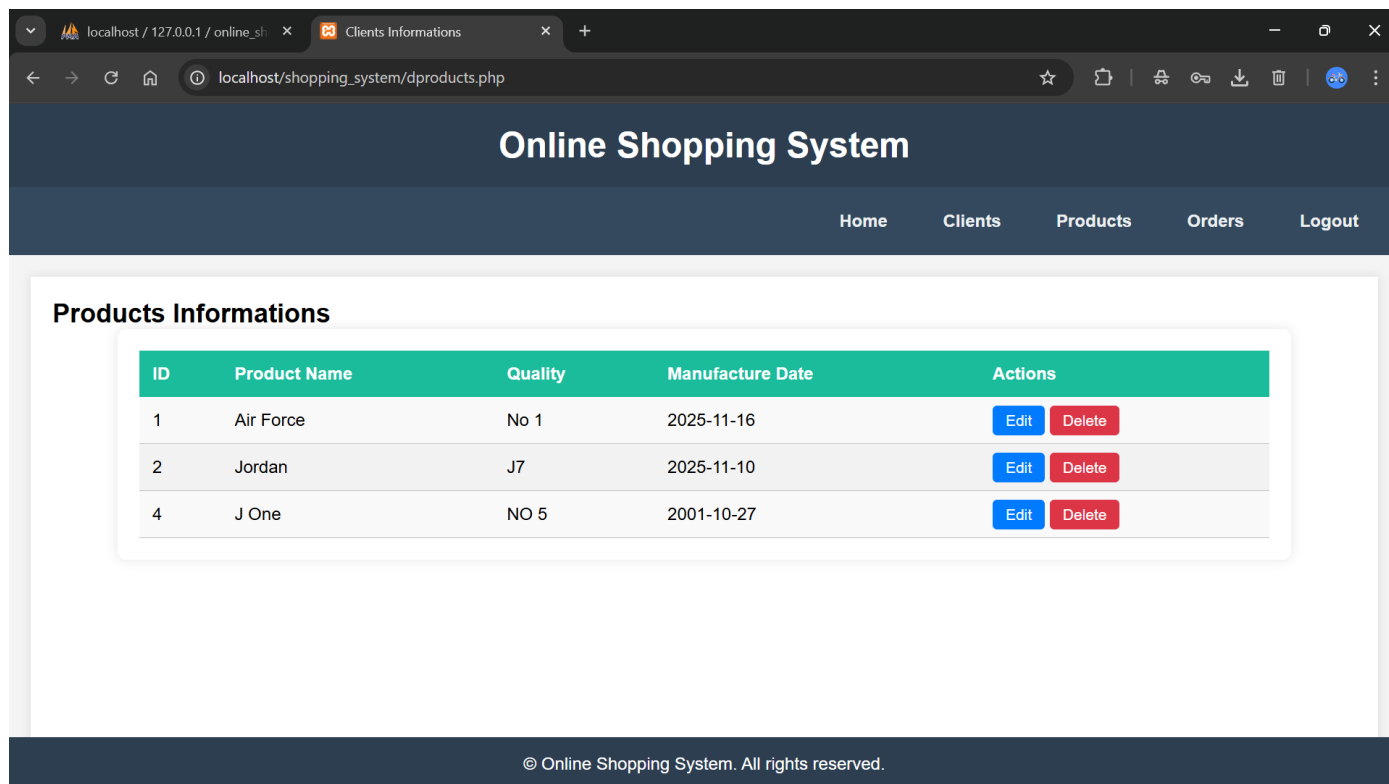 localhost / 127.0.0.1 / online_sh
Clients Informations
localhost/shopping_system/dproducts.php
Online Shopping System
Home Clients Products Orders Logout
Products Informations
ID Product Name Quality Manufacture Date Actions
1 Air Force No 1 2025-11-16 Edit Delete
2 Jordan J7 2025-11-10 Edit Delete
4 J One NO 5 2001-10-27 Edit Delete
© Online Shopping System. All rights reserved.